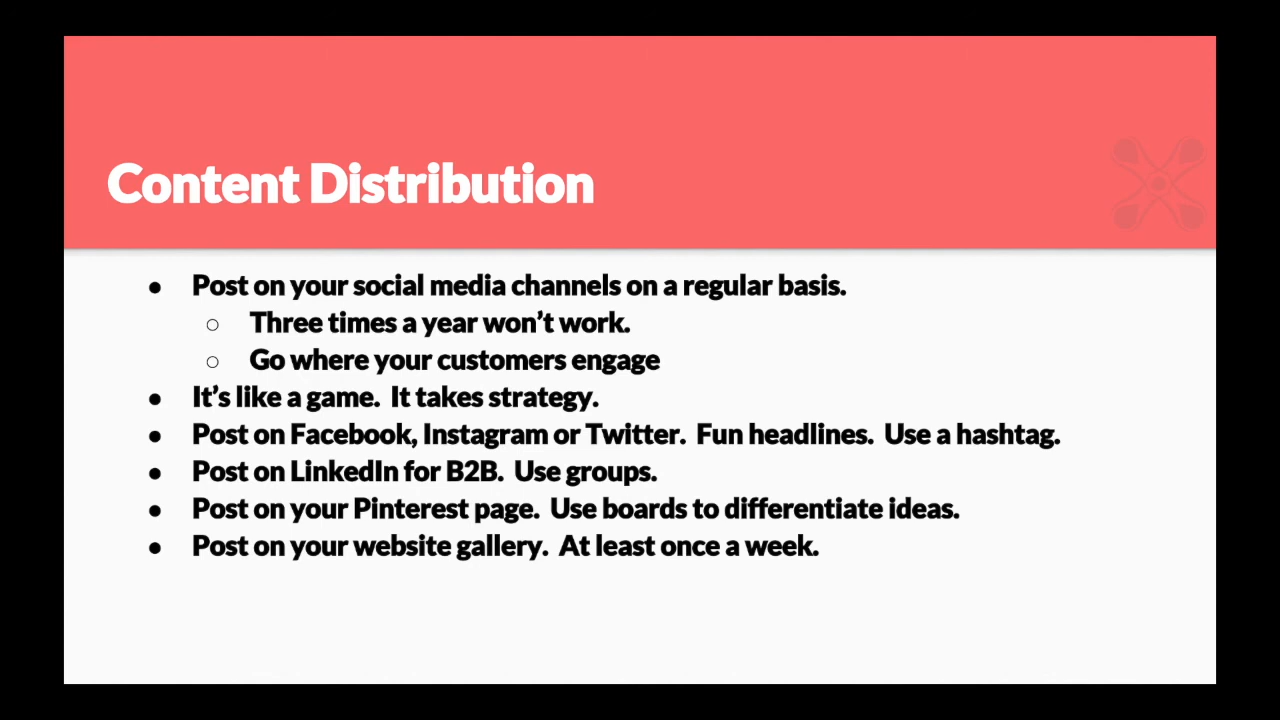 Content Distribution
● Post on your social media channels on a regular basis.
○ Three times a year won’t work.
○ Go where your customers engage
● It’s like a game.  It takes strategy.
● Post on Facebook, Instagram or Twitter.  Fun headlines.  Use a hashtag.
● Post on LinkedIn for B2B.  Use groups.
● Post on your Pinterest page.  Use boards to differentiate ideas.
● Post on your website gallery.  At least once a week.